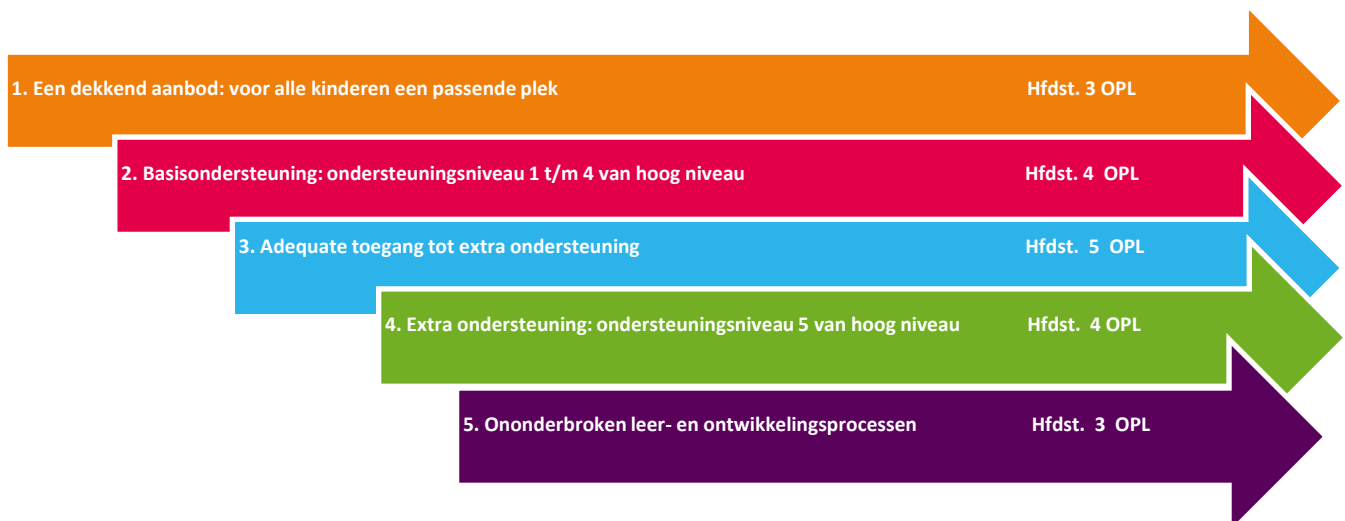 1. Een dekkend aanbod: voor alle kinderen een passende plek Hfdst. 3 OPL
2. Basisondersteuning: ondersteuningsniveau 1 t/m 4 van hoog niveau Hfdst. 4 OPL
3. Adequate toegang tot extra ondersteuning Hfdst. 5 OPL
4. Extra ondersteuning: ondersteuningsniveau 5 van hoog niveau Hfdst. 4 OPL
5. Ononderbroken leer- en ontwikkelingsprocessen Hfdst. 3 OPL